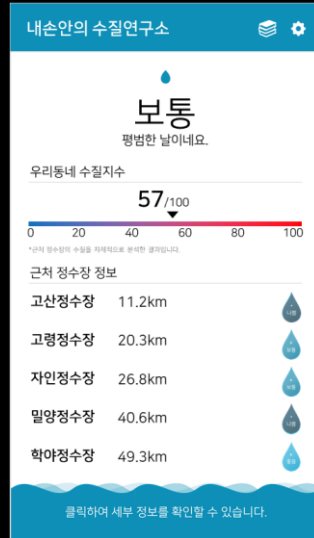 내손안의 수질연구소
보통
평범한 날이네요.
우리동네 수질지수
57/100
0 20 40 60 80 100
*근처 정수장의 수질을 자체적으로 분석한 결과입니다.
근처 정수장 정보
고산정수장 11.2km 나쁨
고령정수장 20.3km 보통
자인정수장 26.8km 보통
밀양정수장 40.6km 나쁨
학야정수장 49.3km 좋음
클릭하여 세부 정보를 확인할 수 있습니다.